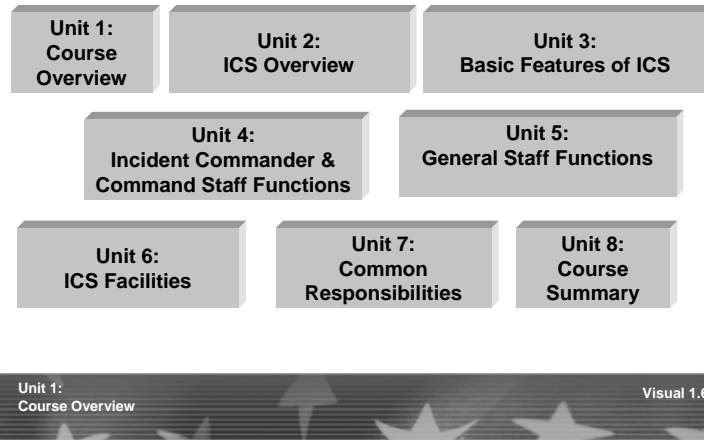 Unit 1:
Course
Overview
Unit 2:
ICS Overview
Unit 3:
Basic Features of ICS
Unit 4:
Incident Commander &
Command Staff Functions
Unit 5:
General Staff Functions
Unit 6:
ICS Facilities
Unit 7:
Common
Responsibilities
Unit 8:
Course
Summary
Unit 1:
Course Overview
Visual 1.6